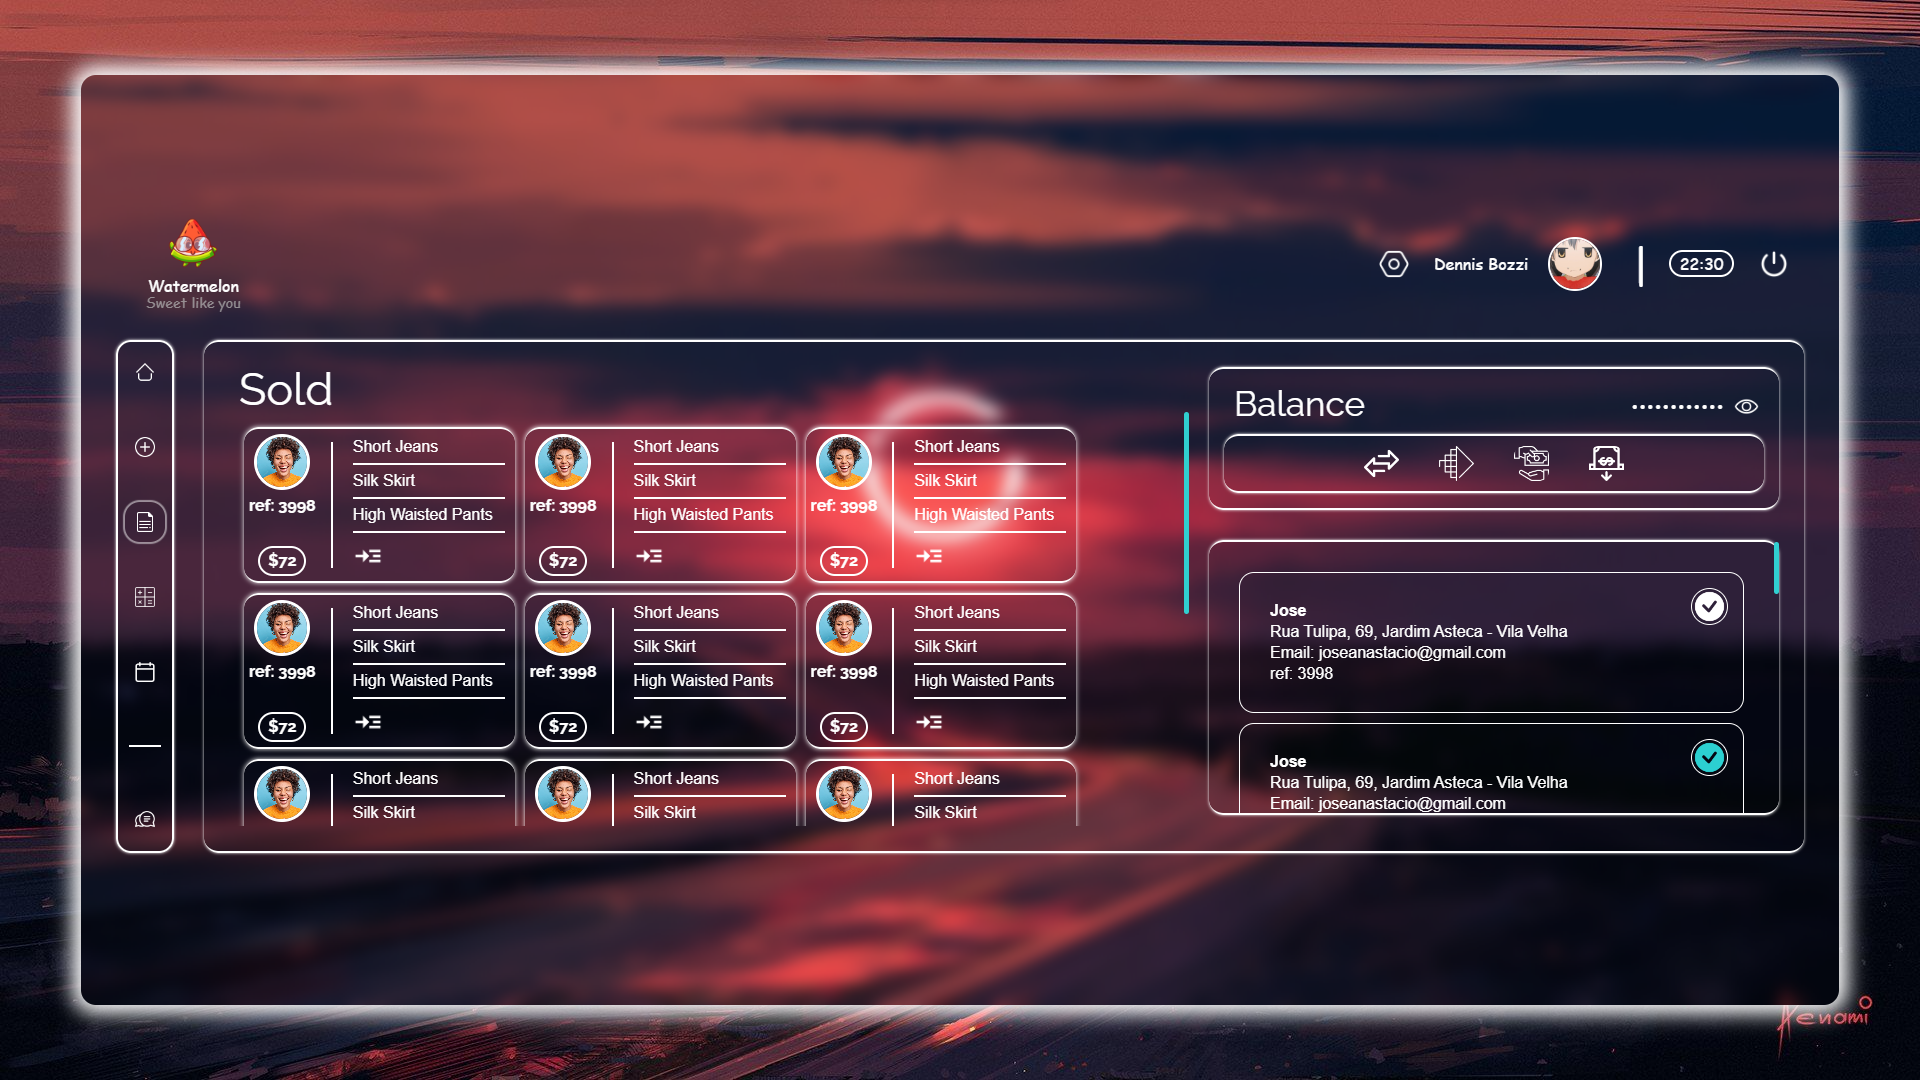 Watermelon
Sweet like you
Dennis Bozzi
22:30
Sold
Short Jeans
Silk Skirt
High Waisted Pants
ref: 3998
$72
Short Jeans
Silk Skirt
High Waisted Pants
ref: 3998
$72
Short Jeans
Silk Skirt
High Waisted Pants
ref: 3998
$72
Short Jeans
Silk Skirt
High Waisted Pants
ref: 3998
$72
Short Jeans
Silk Skirt
High Waisted Pants
ref: 3998
$72
Short Jeans
Silk Skirt
High Waisted Pants
ref: 3998
$72
Short Jeans
Silk Skirt
Short Jeans
Silk Skirt
Short Jeans
Silk Skirt
Balance
Jose
Rua Tulipa, 69, Jardim Asteca - Vila Velha
Email: joseanastacio@gmail.com
ref: 3998
Jose
Rua Tulipa, 69, Jardim Asteca - Vila Velha
Email: joseanastacio@gmail.com
Aenami